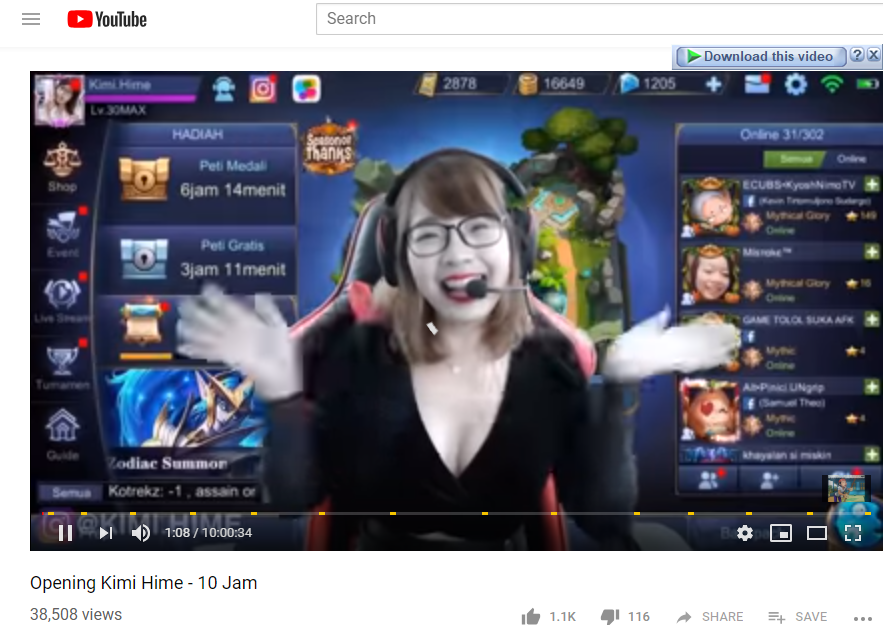 YouTube
Search
Download this video
Kimi.Hime
Lv.30MAX
2878
16649
1205
HADIAH
Peti Medali
6jam 14menit
Peti Gratis
3jam 11menit
Season of
Thanks
Shop
Event
Live Stream
Turnamen
Guide
Zodiac Summon
Semua
Kotrekz: -1 , assain or
Online 31/302
Semua
Online
ECUBS•KyoshNimoTV
(Kevin Tirtomuljono Sudargo)
Mythical Glory
149
Online
Misroke™
Mythical Glory
16
Online
GAME TOLOL SUKA AFK
Mythic
4
Online
Alt•Pinici UNgrip
(Samuel Theo)
Mythic
4
Online
khayalan si miskin
@KIMI.HIME
1:08 / 10:00:34
Opening Kimi Hime - 10 Jam
38,508 views
1.1K
116
SHARE
SAVE